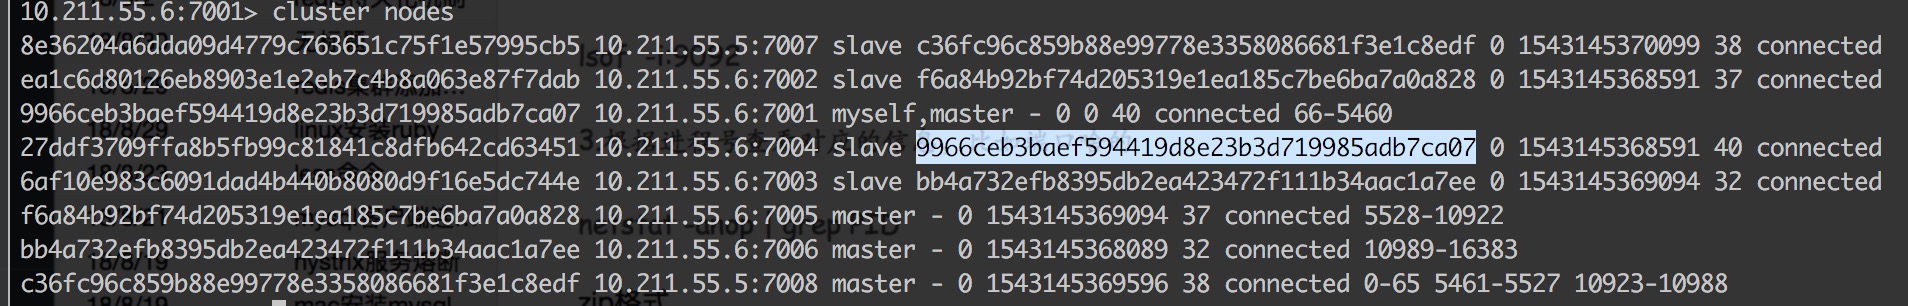 10.211.55.6:7001> cluster nodes
8e36204a6dda09d4779c763651c75f1e57995cb5 10.211.55.5:7007 slave c36fc96c859b88e99778e3358086681f3e1c8edf 0 1543145370099 38 connected
ea1c6d80126eb8903e1e2eb7c4b8a063e87f7dab 10.211.55.6:7002 slave f6a84b92bf74d205319e1ea185c7be6ba7a0a828 0 1543145368591 37 connected
9966ceb3baef594419d8e23b3d719985adb7ca07 10.211.55.6:7001 myself,master - 0 0 40 connected 66-5460
27ddf3709ffa8b5fb99c81841c8dfb642cd63451 10.211.55.6:7004 slave 9966ceb3baef594419d8e23b3d719985adb7ca07 0 1543145368591 40 connected
6af10e983c6091dad4b440b8080d9f16e5dc744e 10.211.55.6:7003 slave bb4a732efb8395db2ea423472f111b34aac1a7ee 0 1543145369094 32 connected
f6a84b92bf74d205319e1ea185c7be6ba7a0a828 10.211.55.6:7005 master - 0 1543145369094 37 connected 5528-10922
bb4a732efb8395db2ea423472f111b34aac1a7ee 10.211.55.6:7006 master - 0 1543145368089 32 connected 10989-16383
c36fc96c859b88e99778e3358086681f3e1c8edf 10.211.55.5:7008 master - 0 1543145369596 38 connected 0-65 5461-5527 10923-10988